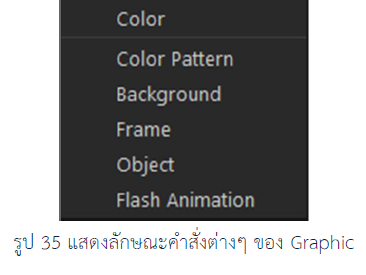 Color
Color Pattern
Background
Frame
Object
Flash Animation
รูป 35 แสดงลักษณะคำสั่งต่างๆ ของ Graphic